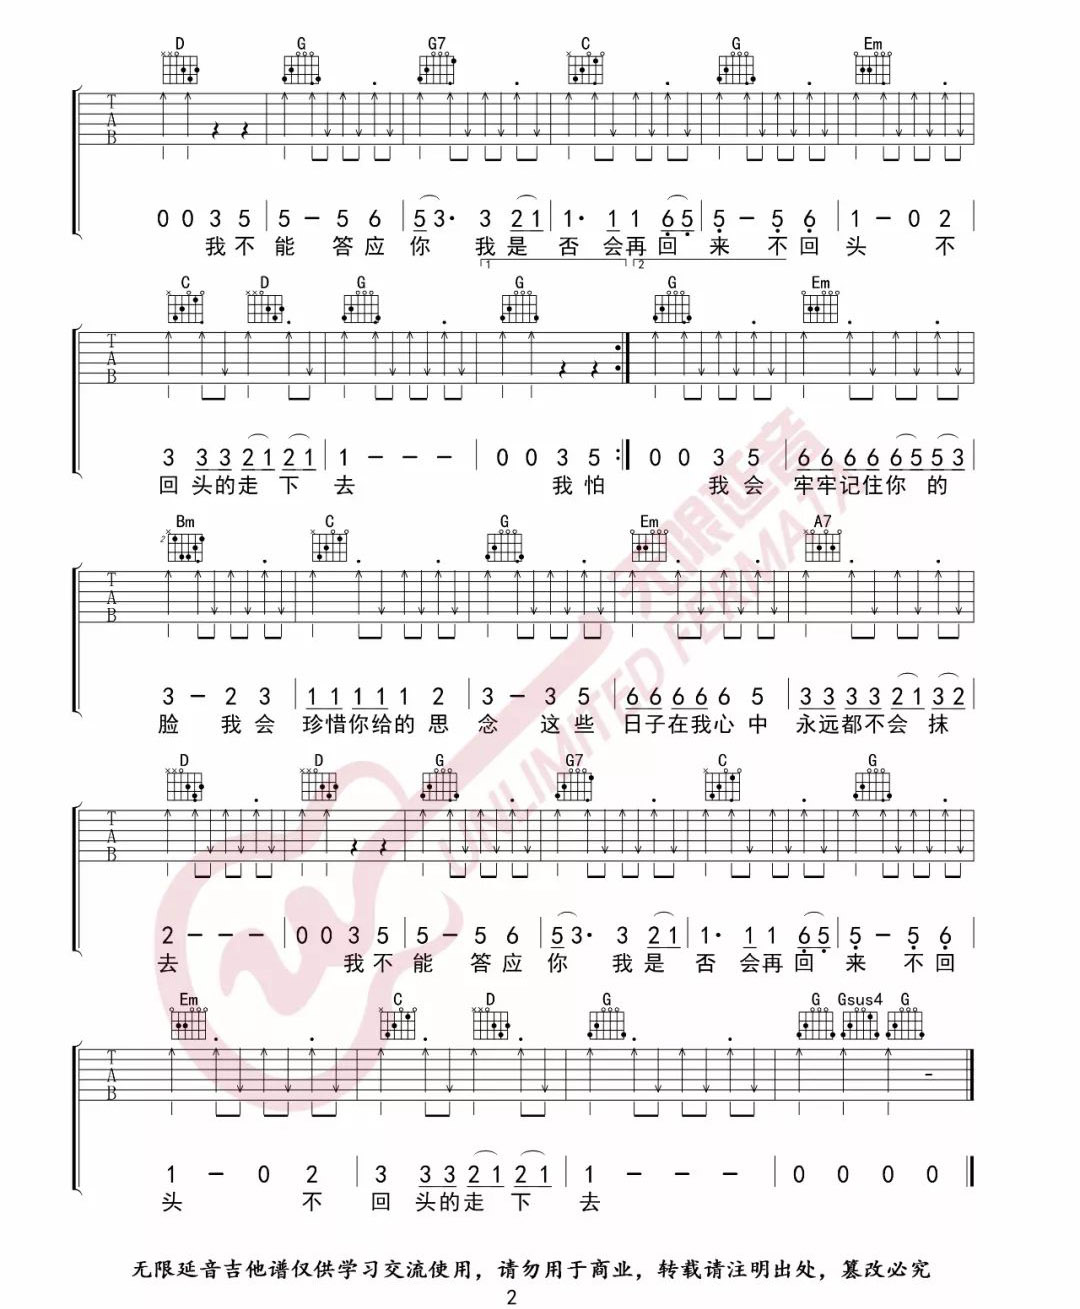 D G G7 C G Em
T A B
0 0 3 5 | 5 - 5 6 | 5 3· 3 2 1 | 1· 1 1 6 5 | 5 - 5 6 | 1 - 0 2 |
我 不 能 答 应 你 我 是 否 会 再 回 来 不 回 头 不
1 2
C D G G G Em
T A B
3 3 3 2 1 2 1 | 1 - - - | 0 0 3 5 :| 0 0 3 5 | 6 6 6 6 6 5 5 3 |
回 头 的 走 下 去 我 怕 我 会 牢 牢 记 住 你 的
Bm C G Em A7
2
T A B
3 - 2 3 | 1 1 1 1 1 2 | 3 - 3 5 | 6 6 6 6 6 5 | 3 3 3 3 2 1 3 2 |
脸 我 会 珍 惜 你 给 的 思 念 这 些 日 子 在 我 心 中 永 远 都 不 会 抹
D D G G7 C G
T A B
2 - - - | 0 0 3 5 | 5 - 5 6 | 5 3· 3 2 1 | 1· 1 1 6 5 | 5 - 5 6 |
去 我 不 能 答 应 你 我 是 否 会 再 回 来 不 回
Em C D G G Gsus4 G
T A B
1 - 0 2 | 3 3 3 2 1 2 1 | 1 - - - | 0 0 0 0 |
头 不 回 头 的 走 下 去
无限延音
UNLIMITED FERMATA
无限延音吉他谱仅供学习交流使用，请勿用于商业，转载请注明出处，篡改必究
2